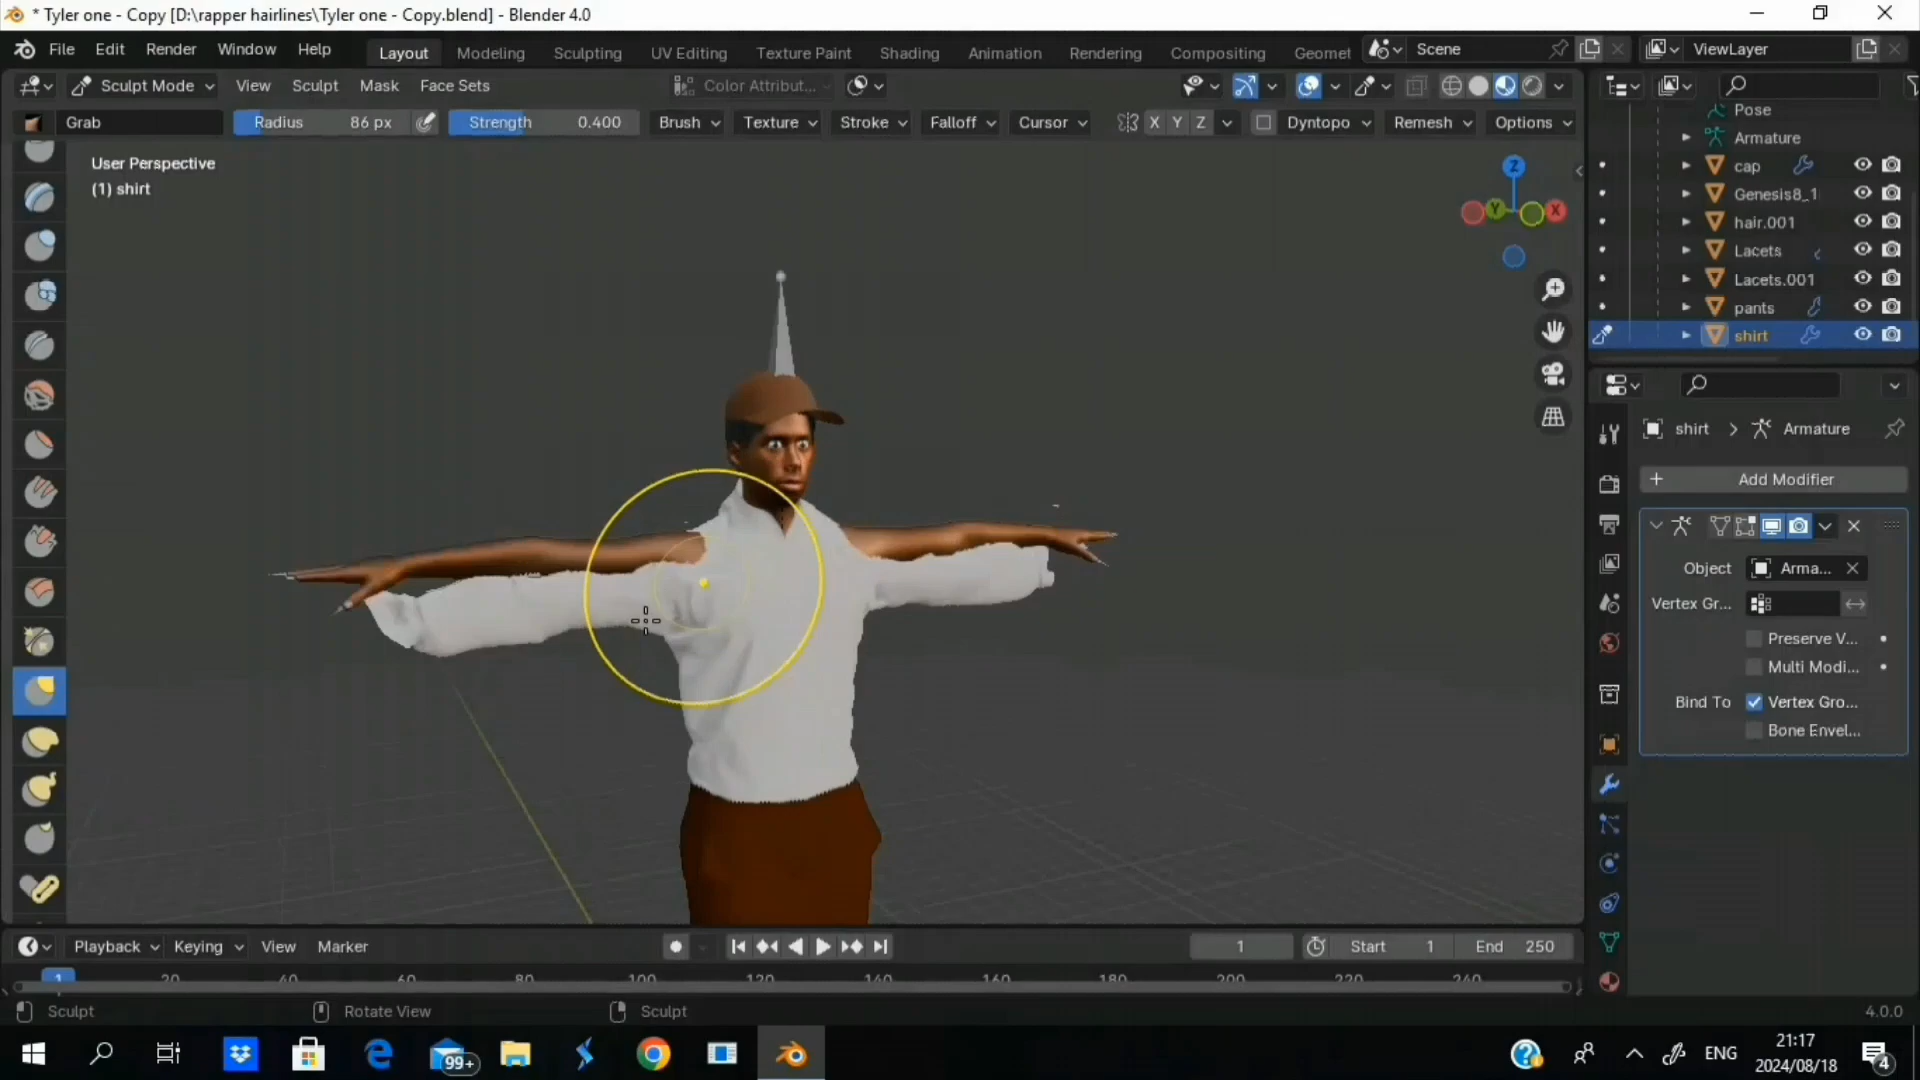 * Tyler one - Copy [D:\rapper hairlines\Tyler one - Copy.blend] - Blender 4.0
File Edit Render Window Help Layout Modeling Sculpting UV Editing Texture Paint Shading Animation Rendering Compositing Geomet Scene ViewLayer
Sculpt Mode View Sculpt Mask Face Sets Color Attribut...
Grab Radius 86 px Strength 0.400 Brush Texture Stroke Falloff Cursor X Y Z Dyntopo Remesh Options
User Perspective
(1) shirt
Z
Y X
Pose
Armature
cap
Genesis8_1
hair.001
Lacets
Lacets.001
pants
shirt
shirt > Armature
+ Add Modifier
Object Arma...
Vertex Gr...
Preserve V...
Multi Modi...
Bind To Vertex Gro...
Bone Envel...
Playback Keying View Marker 1 Start 1 End 250
1 20 40 60 80 100 120 140 160 180 200 220 240
Sculpt Rotate View Sculpt 4.0.0
99+ ENG 21:17
2024/08/18 4